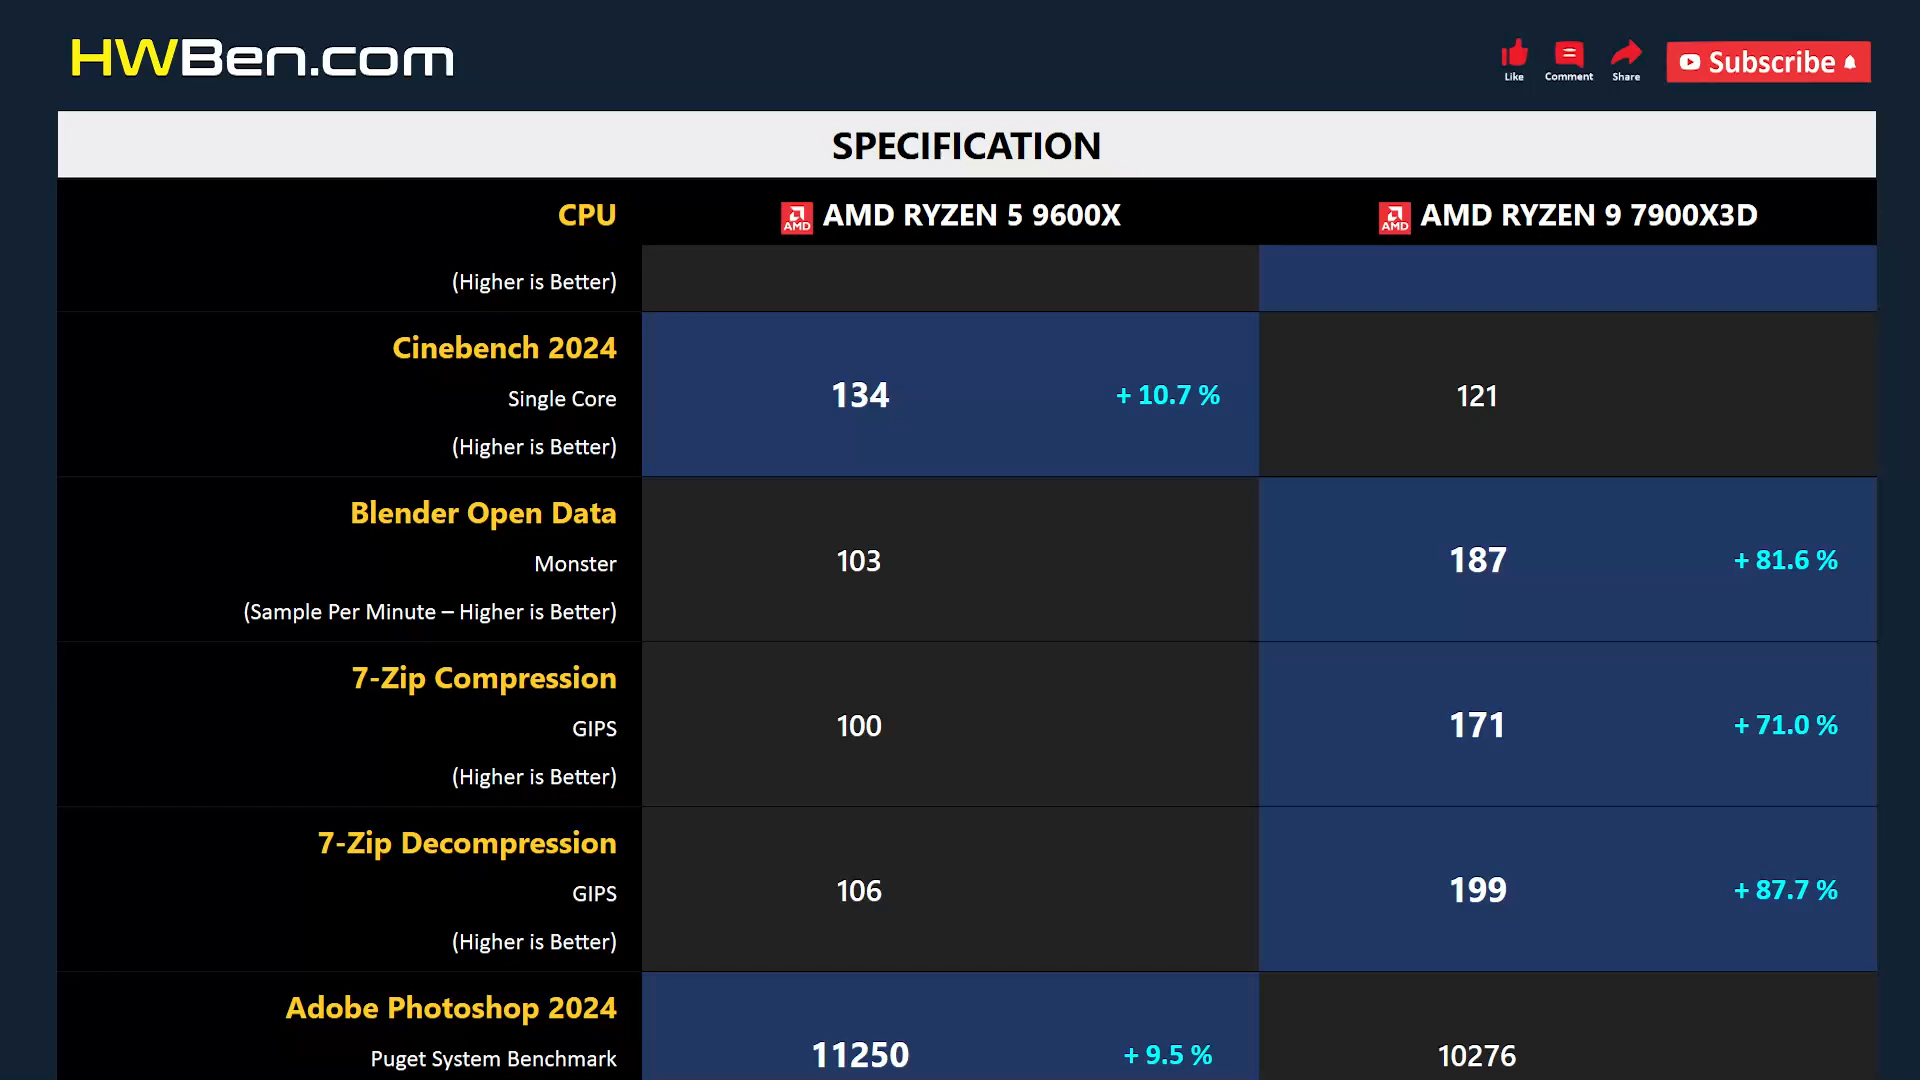 HWBen.com
Like
Comment
Share
Subscribe
SPECIFICATION
CPU
AMD
AMD RYZEN 5 9600X
AMD
AMD RYZEN 9 7900X3D
(Higher is Better)
Cinebench 2024
Single Core
(Higher is Better)
134
+ 10.7 %
121
Blender Open Data
Monster
(Sample Per Minute – Higher is Better)
103
187
+ 81.6 %
7-Zip Compression
GIPS
(Higher is Better)
100
171
+ 71.0 %
7-Zip Decompression
GIPS
(Higher is Better)
106
199
+ 87.7 %
Adobe Photoshop 2024
Puget System Benchmark
11250
+ 9.5 %
10276